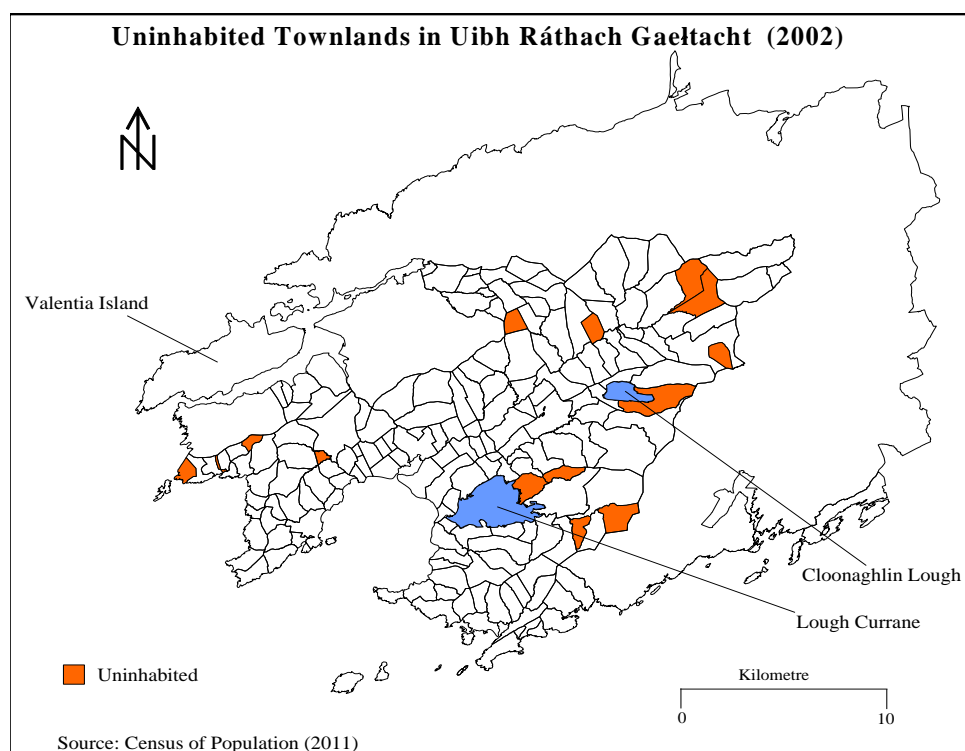 Uninhabited Townlands in Uibh Ráthach Gaełtacht (2002)
N
Valentia Island
Cloonaghlin Lough
Lough Currane
Uninhabited
Kilometre
0 10
Source: Census of Population (2011)